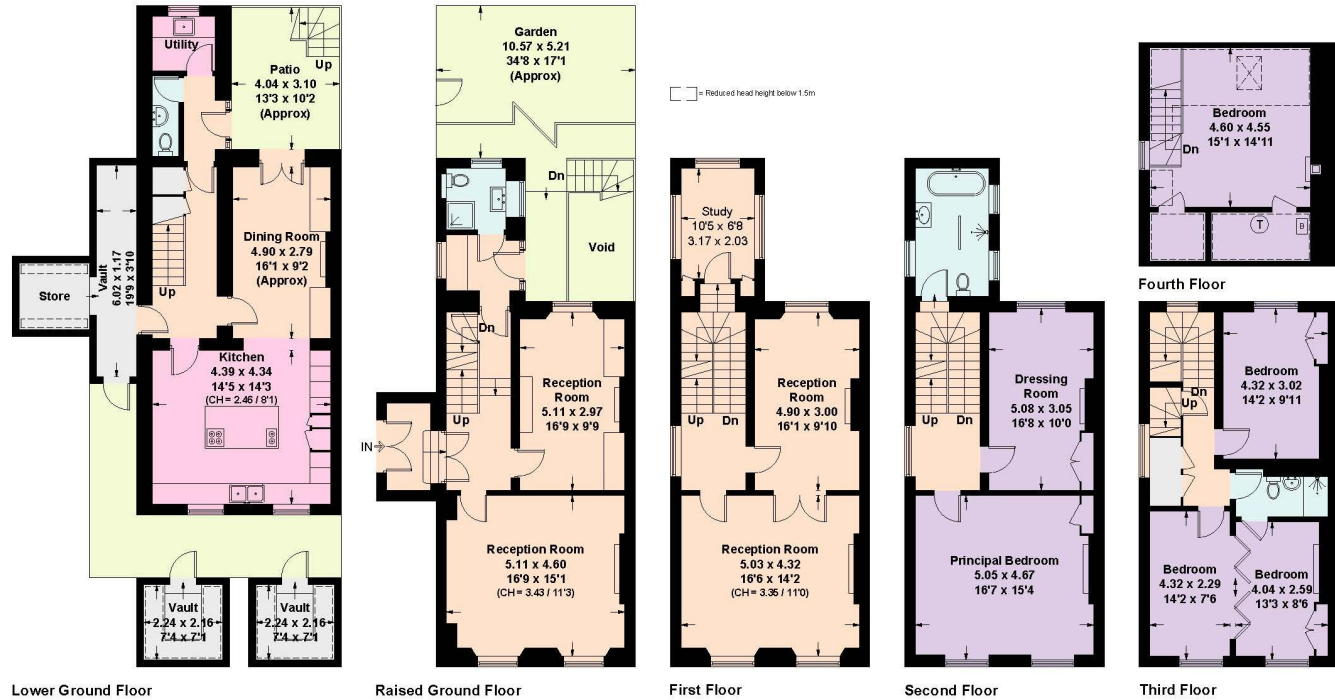 Utility
Up
Patio
4.04 x 3.10
13'3 x 10'2
(Approx)
Vault
6.02 x 1.17
19'9 x 3'10
Store
Up
Dining Room
4.90 x 2.79
16'1 x 9'2
(Approx)
Kitchen
4.39 x 4.34
14'5 x 14'3
(CH = 2.46 / 8'1)
Vault
2.24 x 2.16
7'4 x 7'1
Vault
2.24 x 2.16
7'4 x 7'1
Lower Ground Floor
Garden
10.57 x 5.21
34'8 x 17'1
(Approx)
Dn
Void
Dn
Up
IN
Reception
Room
5.11 x 2.97
16'9 x 9'9
Reception Room
5.11 x 4.60
16'9 x 15'1
(CH = 3.43 / 11'3)
Raised Ground Floor
= Reduced head height below 1.5m
Study
10'5 x 6'8
3.17 x 2.03
Up
Dn
Reception
Room
4.90 x 3.00
16'1 x 9'10
Reception Room
5.03 x 4.32
16'6 x 14'2
(CH = 3.35 / 11'0)
First Floor
Up
Dn
Dressing
Room
5.08 x 3.05
16'8 x 10'0
Principal Bedroom
5.05 x 4.67
16'7 x 15'4
Second Floor
Bedroom
4.60 x 4.55
15'1 x 14'11
Dn
T
B
Fourth Floor
Dn
Up
Bedroom
4.32 x 3.02
14'2 x 9'11
Bedroom
4.32 x 2.29
14'2 x 7'6
Bedroom
4.04 x 2.59
13'3 x 8'6
Third Floor